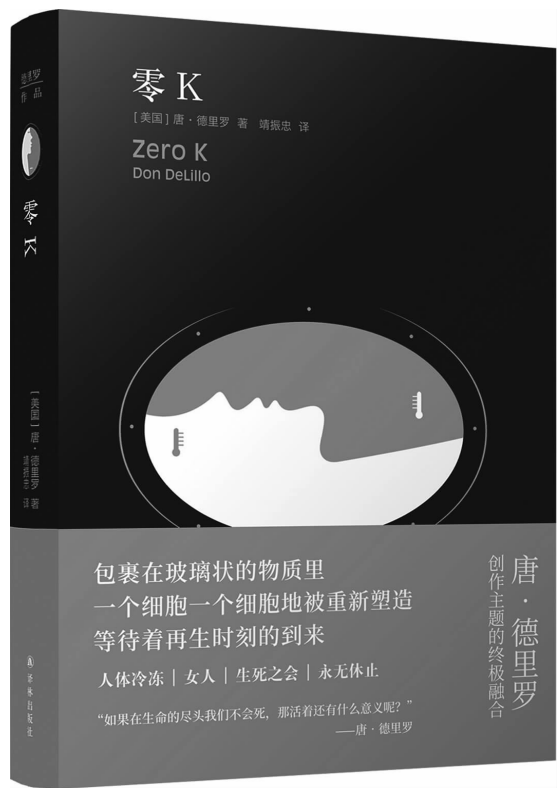 零 K
[美国]唐·德里罗 著 靖振忠 译
Zero K
Don DeLillo
包裹在玻璃状的物质里
一个细胞一个细胞地被重新塑造
等待着再生时刻的到来
人体冷冻|女人|生死之会|永无休止
“如果在生命的尽头我们不会死，那活着还有什么意义呢？”
——唐·德里罗
唐·德里罗
创作主题的终极融合
德里罗
作品
零 K
[美国]唐·德里罗 著
靖振忠 译
译林出版社